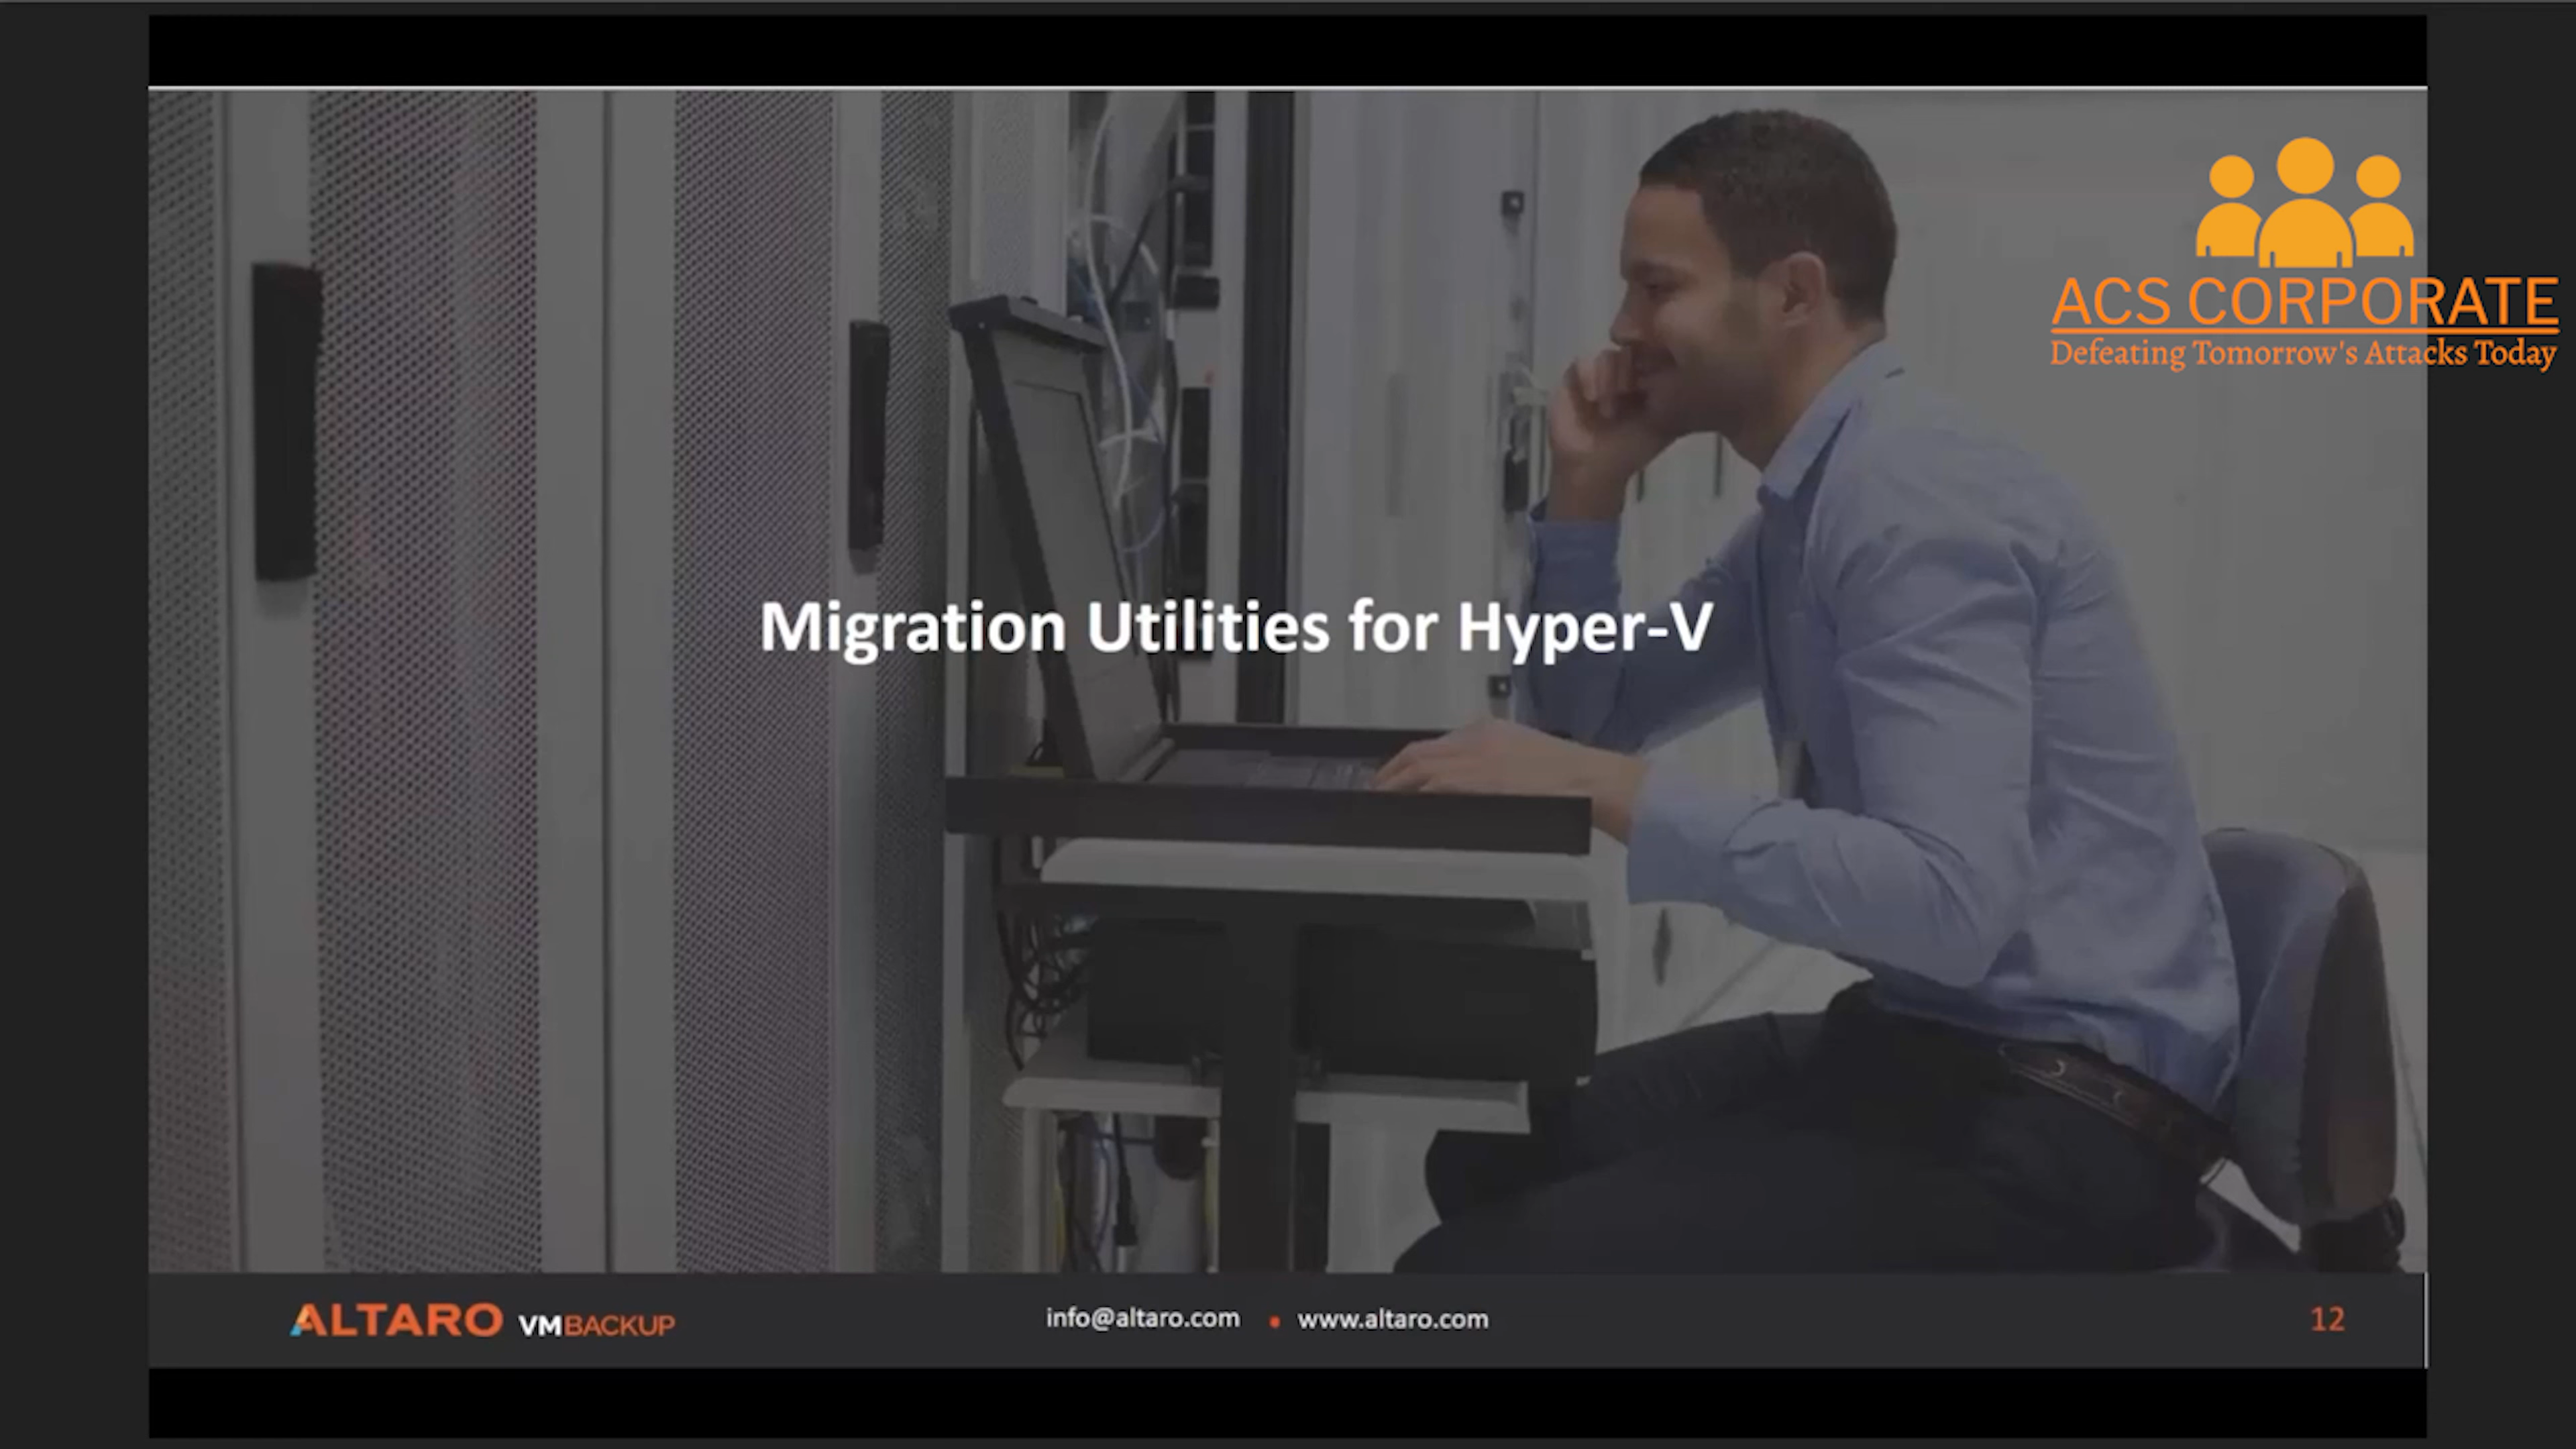 ACS CORPORATE
Defeating Tomorrow's Attacks Today
Migration Utilities for Hyper-V
ALTARO VMBACKUP
info@altaro.com • www.altaro.com
12